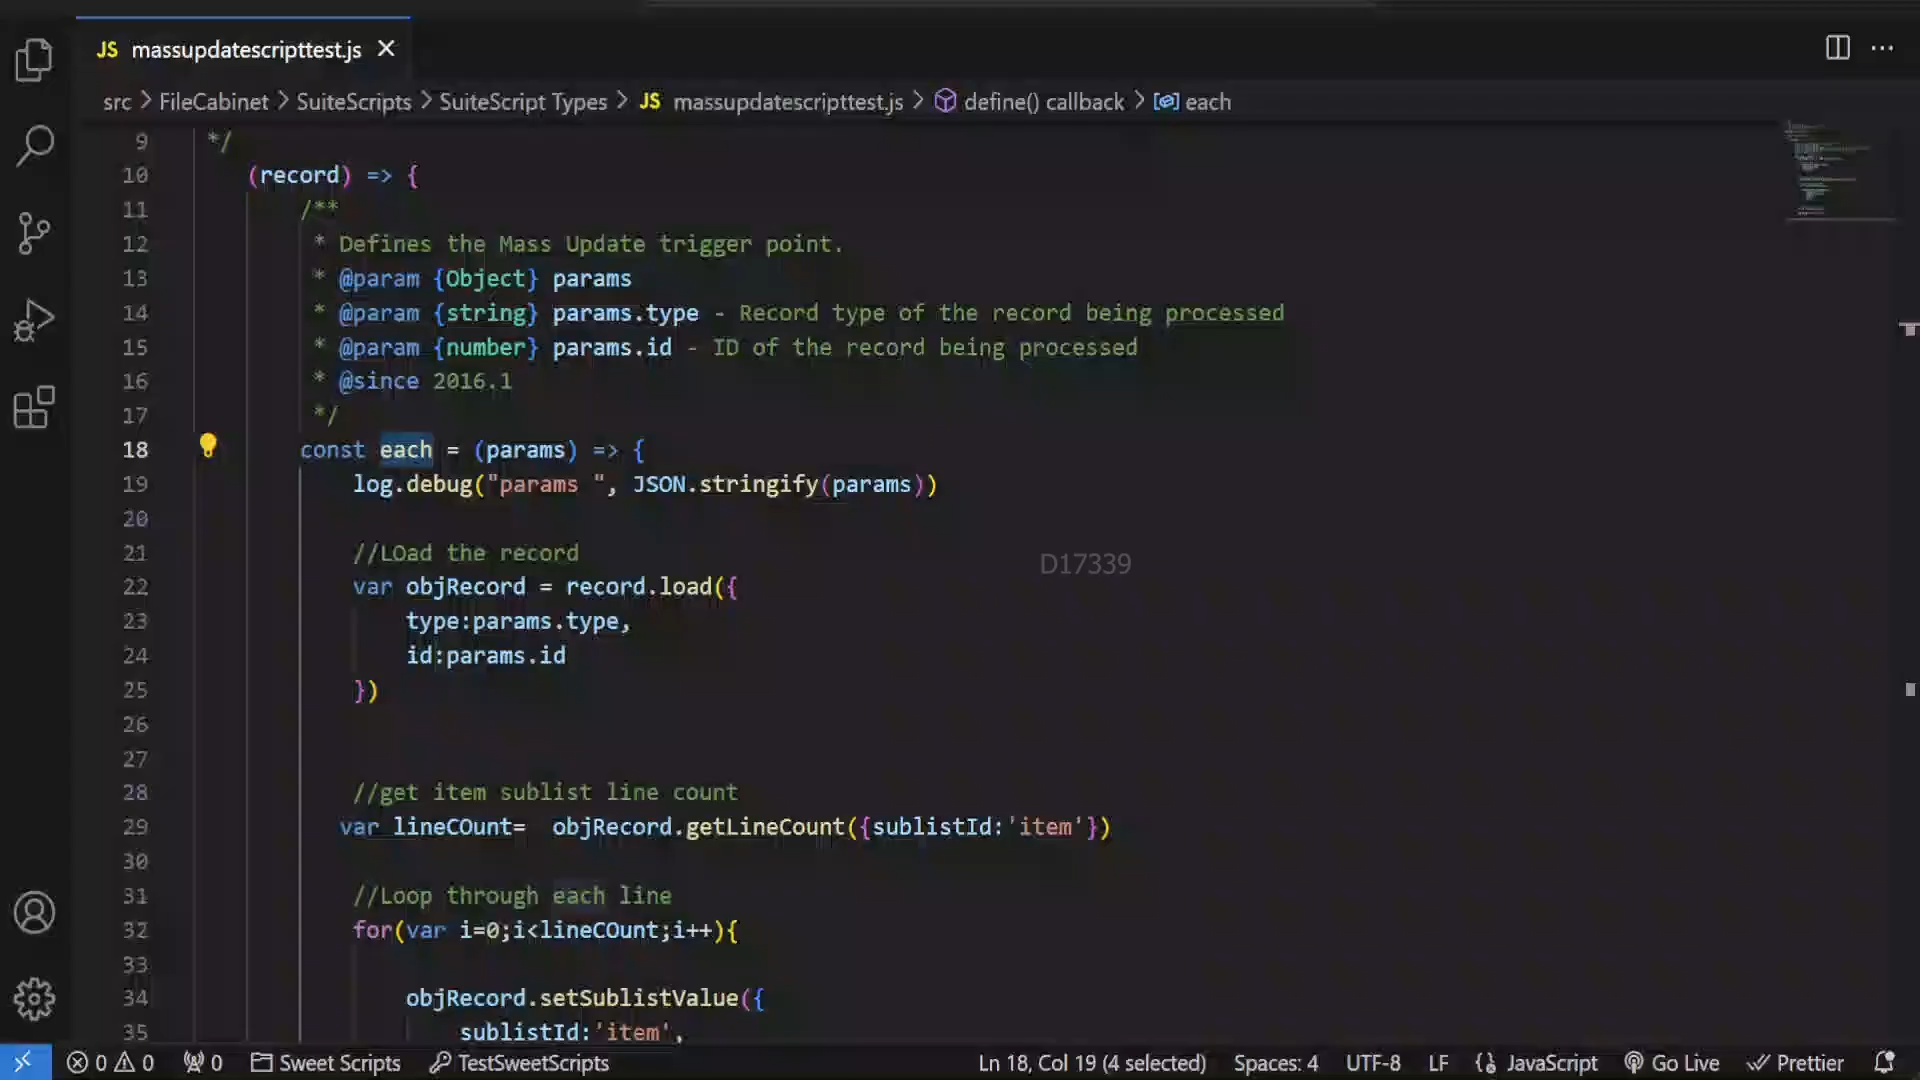 JS massupdatescripttest.js
src > FileCabinet > SuiteScripts > SuiteScript Types > JS massupdatescripttest.js > define() callback > each
9 */
10 (record) => {
11 /**
12 * Defines the Mass Update trigger point.
13 * @param {Object} params
14 * @param {string} params.type - Record type of the record being processed
15 * @param {number} params.id - ID of the record being processed
16 * @since 2016.1
17 */
18 const each = (params) => {
19 log.debug("params ", JSON.stringify(params))
20
21 //LOad the record
22 var objRecord = record.load({
23 type:params.type,
24 id:params.id
25 })
26
27
28 //get item sublist line count
29 var lineCOunt= objRecord.getLineCount({sublistId:'item'})
30
31 //Loop through each line
32 for(var i=0;i<lineCOunt;i++){
33
34 objRecord.setSublistValue({
35 sublistId:'item',
D17339
0 0 0 Sweet Scripts TestSweetScripts Ln 18, Col 19 (4 selected) Spaces: 4 UTF-8 LF {} JavaScript Go Live Prettier